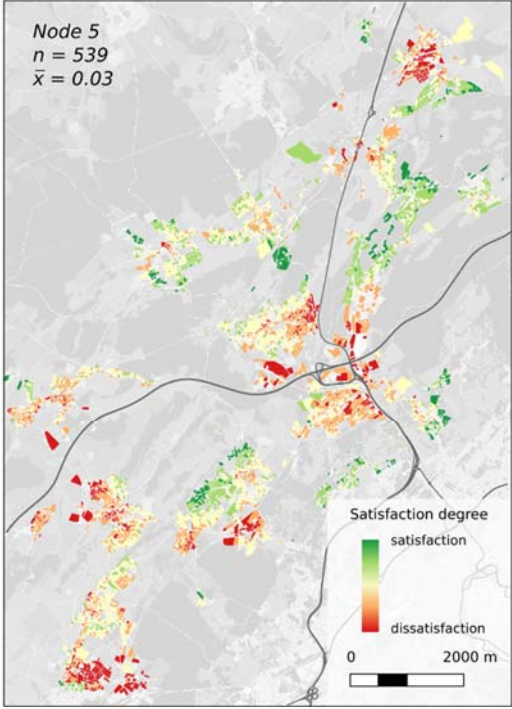 Node 5
n = 539
x̄ = 0.03
Satisfaction degree
satisfaction
dissatisfaction
0 2000 m